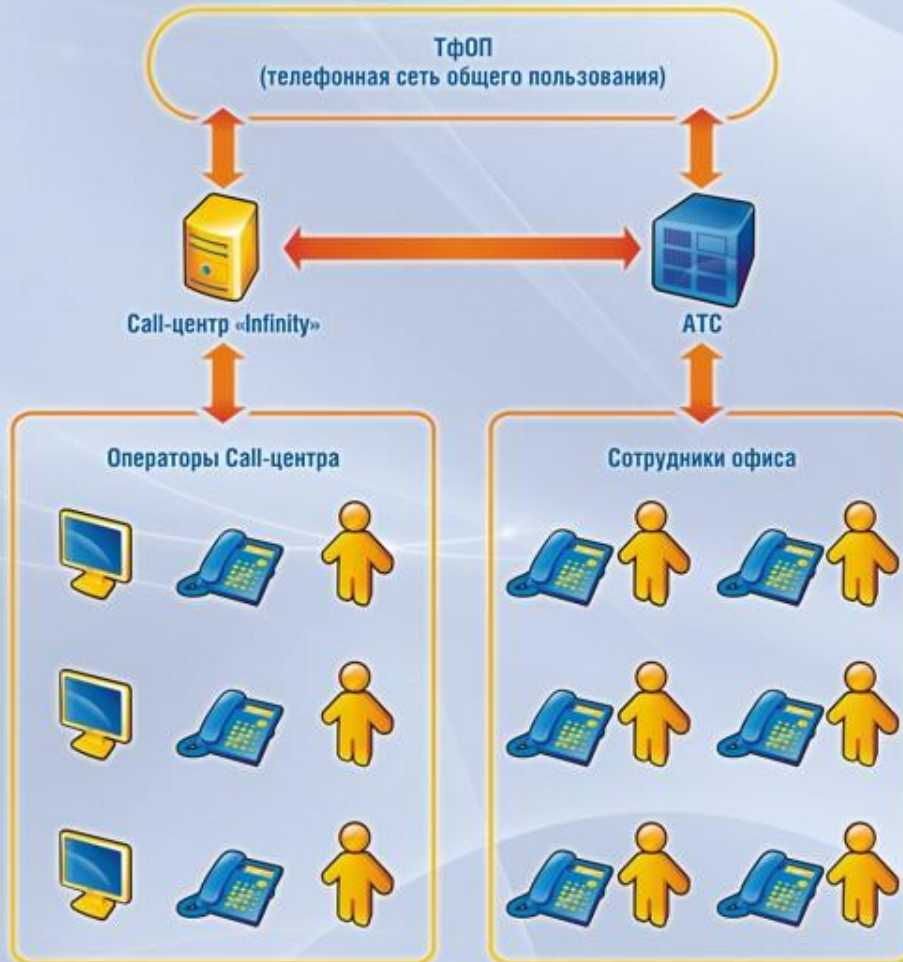 ТфОП
(телефонная сеть общего пользования)
Call-центр «Infinity»
АТС
Операторы Call-центра
Сотрудники офиса